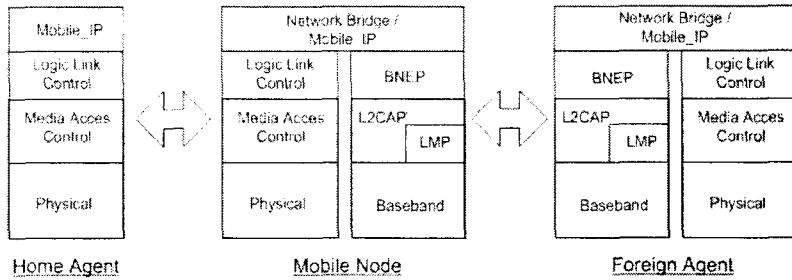 Mobile_IP
Logic Link
Control
Media Acces
Control
Physical
Home Agent
Network Bridge /
Mobile_IP
Logic Link
Control
Media Acces
Control
Physical
BNEP
L2CAP
LMP
Baseband
Mobile Node
Network Bridge /
Mobile_IP
BNEP
L2CAP
LMP
Baseband
Logic Link
Control
Media Acces
Control
Physical
Foreign Agent